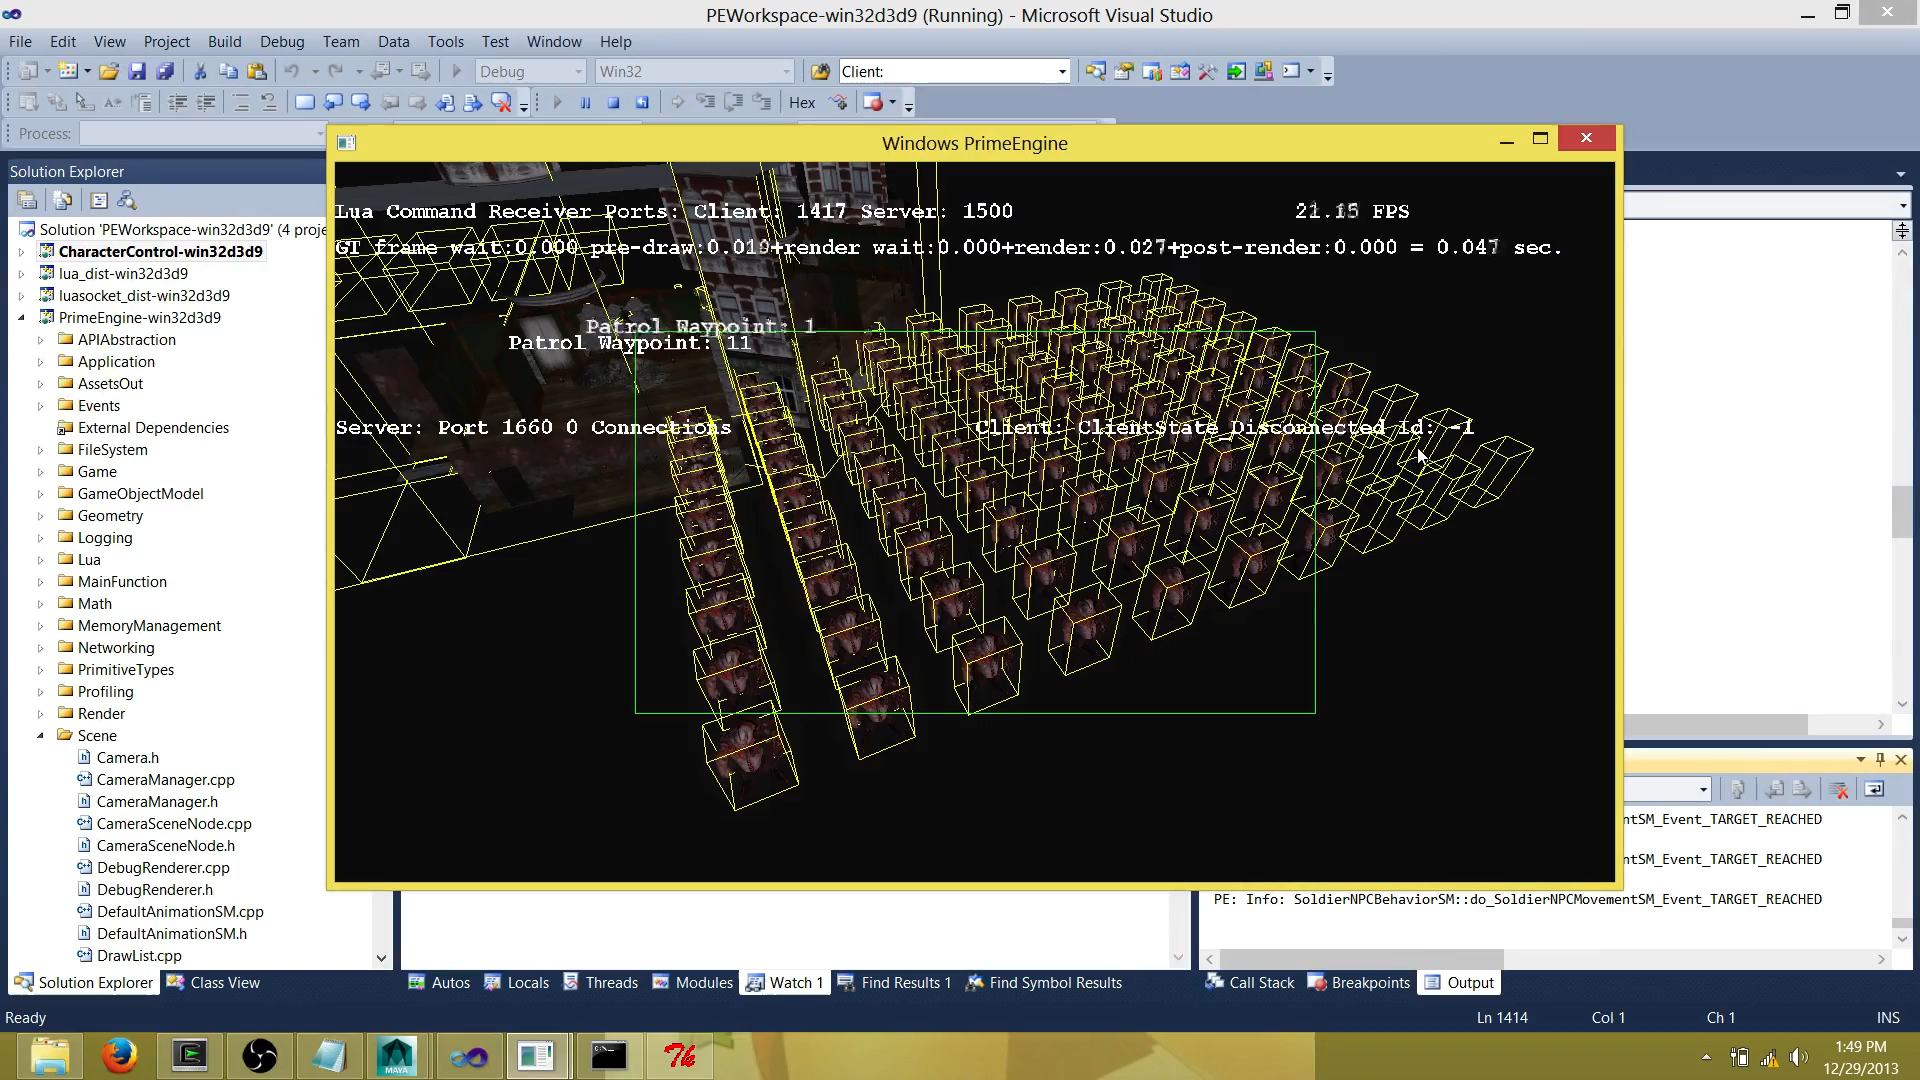 PEWorkspace-win32d3d9 (Running) - Microsoft Visual Studio
File Edit View Project Build Debug Team Data Tools Test Window Help
Debug Win32 Client:
Hex
Process:
Windows PrimeEngine
Solution Explorer
Solution 'PEWorkspace-win32d3d9' (4 proje
CharacterControl-win32d3d9
lua_dist-win32d3d9
luasocket_dist-win32d3d9
PrimeEngine-win32d3d9
APIAbstraction
Application
AssetsOut
Events
External Dependencies
FileSystem
Game
GameObjectModel
Geometry
Logging
Lua
MainFunction
Math
MemoryManagement
Networking
PrimitiveTypes
Profiling
Render
Scene
Camera.h
CameraManager.cpp
CameraManager.h
CameraSceneNode.cpp
CameraSceneNode.h
DebugRenderer.cpp
DebugRenderer.h
DefaultAnimationSM.cpp
DefaultAnimationSM.h
DrawList.cpp
Lua Command Receiver Ports: Client: 1417 Server: 1500 FPS
GT frame wait:0.000 pre-draw:0.019+render wait:0.000+render:0.027+post-render:0.000 = 0.047 sec.
Patrol Waypoint: 1
Patrol Waypoint: 11
Server: Port 1660 0 Connections Client: ClientState_Disconnected Id: -1
ntSM_Event_TARGET_REACHED
ntSM_Event_TARGET_REACHED
PE: Info: SoldierNPCBehaviorSM::do_SoldierNPCMovementSM_Event_TARGET_REACHED
Solution Explorer Class View Autos Locals Threads Modules Watch 1 Find Results 1 Find Symbol Results Call Stack Breakpoints Output
Ready Ln 1414 Col 1 Ch 1 INS
MAYA
1:49 PM
12/29/2013